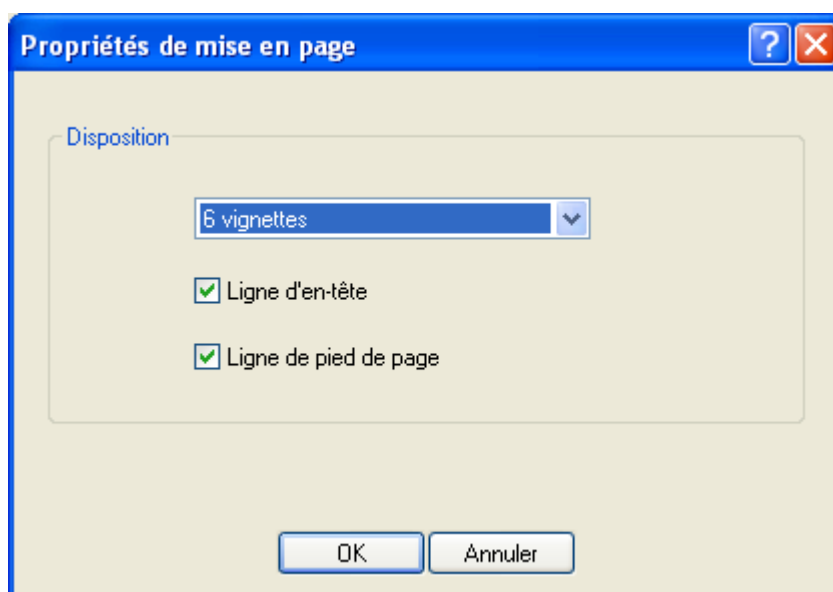 Propriétés de mise en page
Disposition
6 vignettes
Ligne d'en-tête
Ligne de pied de page
OK
Annuler